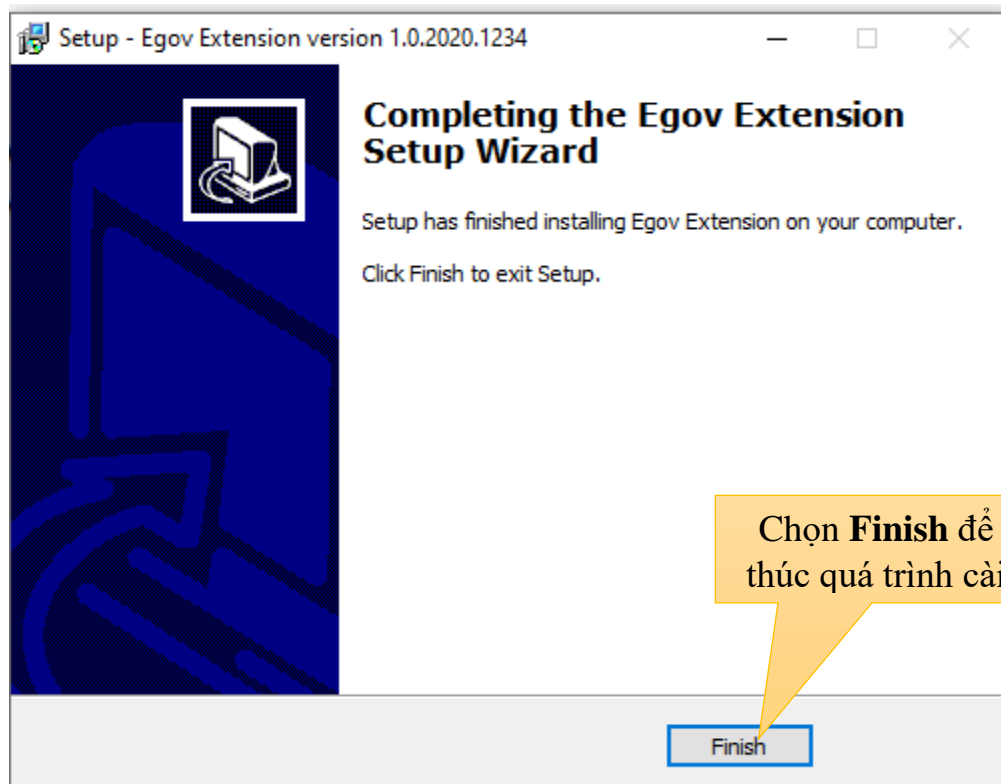 Setup - Egov Extension version 1.0.2020.1234
Completing the Egov Extension
Setup Wizard
Setup has finished installing Egov Extension on your computer.
Click Finish to exit Setup.
Chọn Finish để
thúc quá trình cài
Finish